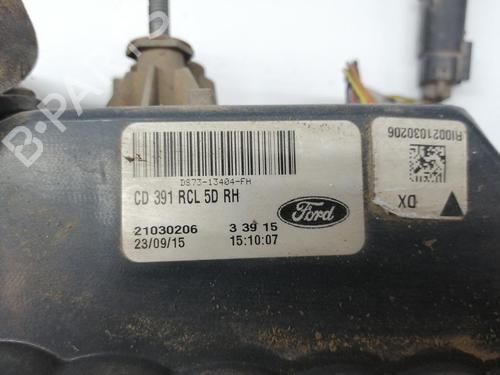 DS73-13404-FH
CD 391 RCL 5D RH
Ford
21030206 3 39 15
23/09/15 15:10:07
R10021030206
DX
B-PARTS